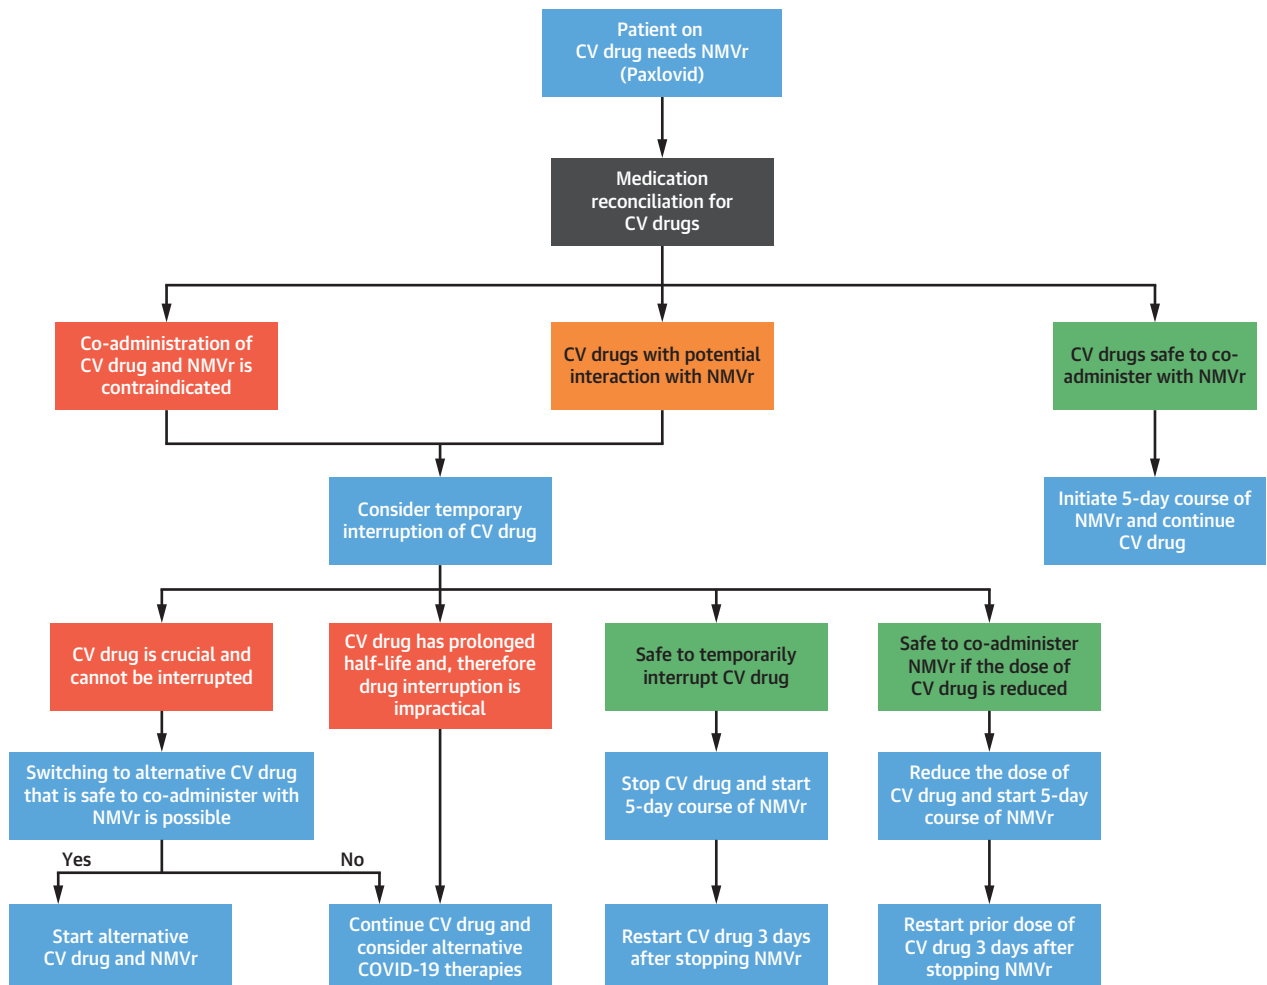 Patient on
CV drug needs NMVr
(Paxlovid)
Medication
reconciliation for
CV drugs
Co-administration of
CV drug and NMVr is
contraindicated
CV drugs with potential
interaction with NMVr
CV drugs safe to co-
administer with NMVr
Consider temporary
interruption of CV drug
Initiate 5-day course of
NMVr and continue
CV drug
CV drug is crucial and
cannot be interrupted
CV drug has prolonged
half-life and, therefore
drug interruption is
impractical
Safe to temporarily
interrupt CV drug
Safe to co-administer
NMVr if the dose of
CV drug is reduced
Switching to alternative CV drug
that is safe to co-administer with
NMVr is possible
Stop CV drug and start
5-day course of NMVr
Reduce the dose of
CV drug and start 5-day
course of NMVr
Yes
No
Start alternative
CV drug and NMVr
Continue CV drug and
consider alternative
COVID-19 therapies
Restart CV drug 3 days
after stopping NMVr
Restart prior dose of
CV drug 3 days after
stopping NMVr